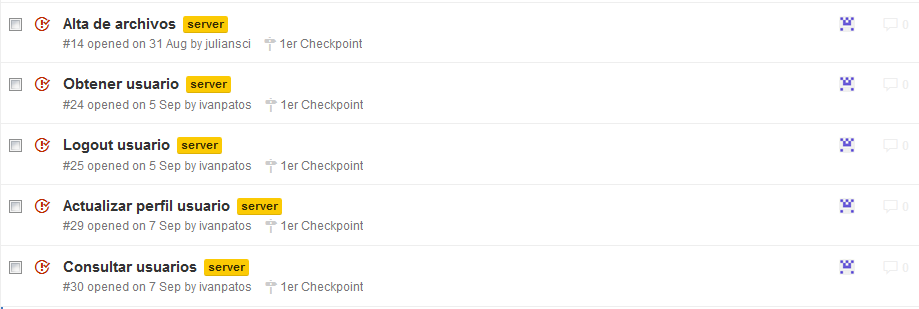 Alta de archivos server
#14 opened on 31 Aug by juliansci 1er Checkpoint 0
Obtener usuario server
#24 opened on 5 Sep by ivanpatos 1er Checkpoint 0
Logout usuario server
#25 opened on 5 Sep by ivanpatos 1er Checkpoint 0
Actualizar perfil usuario server
#29 opened on 7 Sep by ivanpatos 1er Checkpoint 0
Consultar usuarios server
#30 opened on 7 Sep by ivanpatos 1er Checkpoint 0